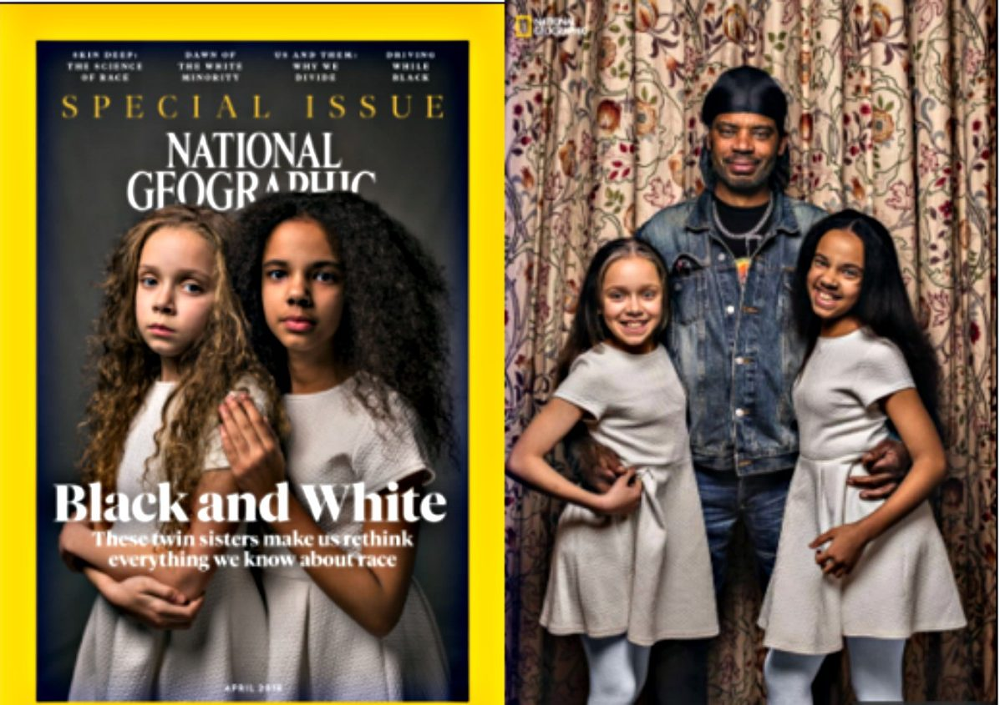 SKIN DEEP:
THE SCIENCE
OF RACE
DAWN OF
THE WHITE
MINORITY
US AND THEM:
WHY WE
DIVIDE
DRIVING
WHILE
BLACK
SPECIAL ISSUE
NATIONAL
GEOGRAPHIC
Black and White
These twin sisters make us rethink
everything we know about race
APRIL 2018
NATIONAL
GEOGRAPHIC